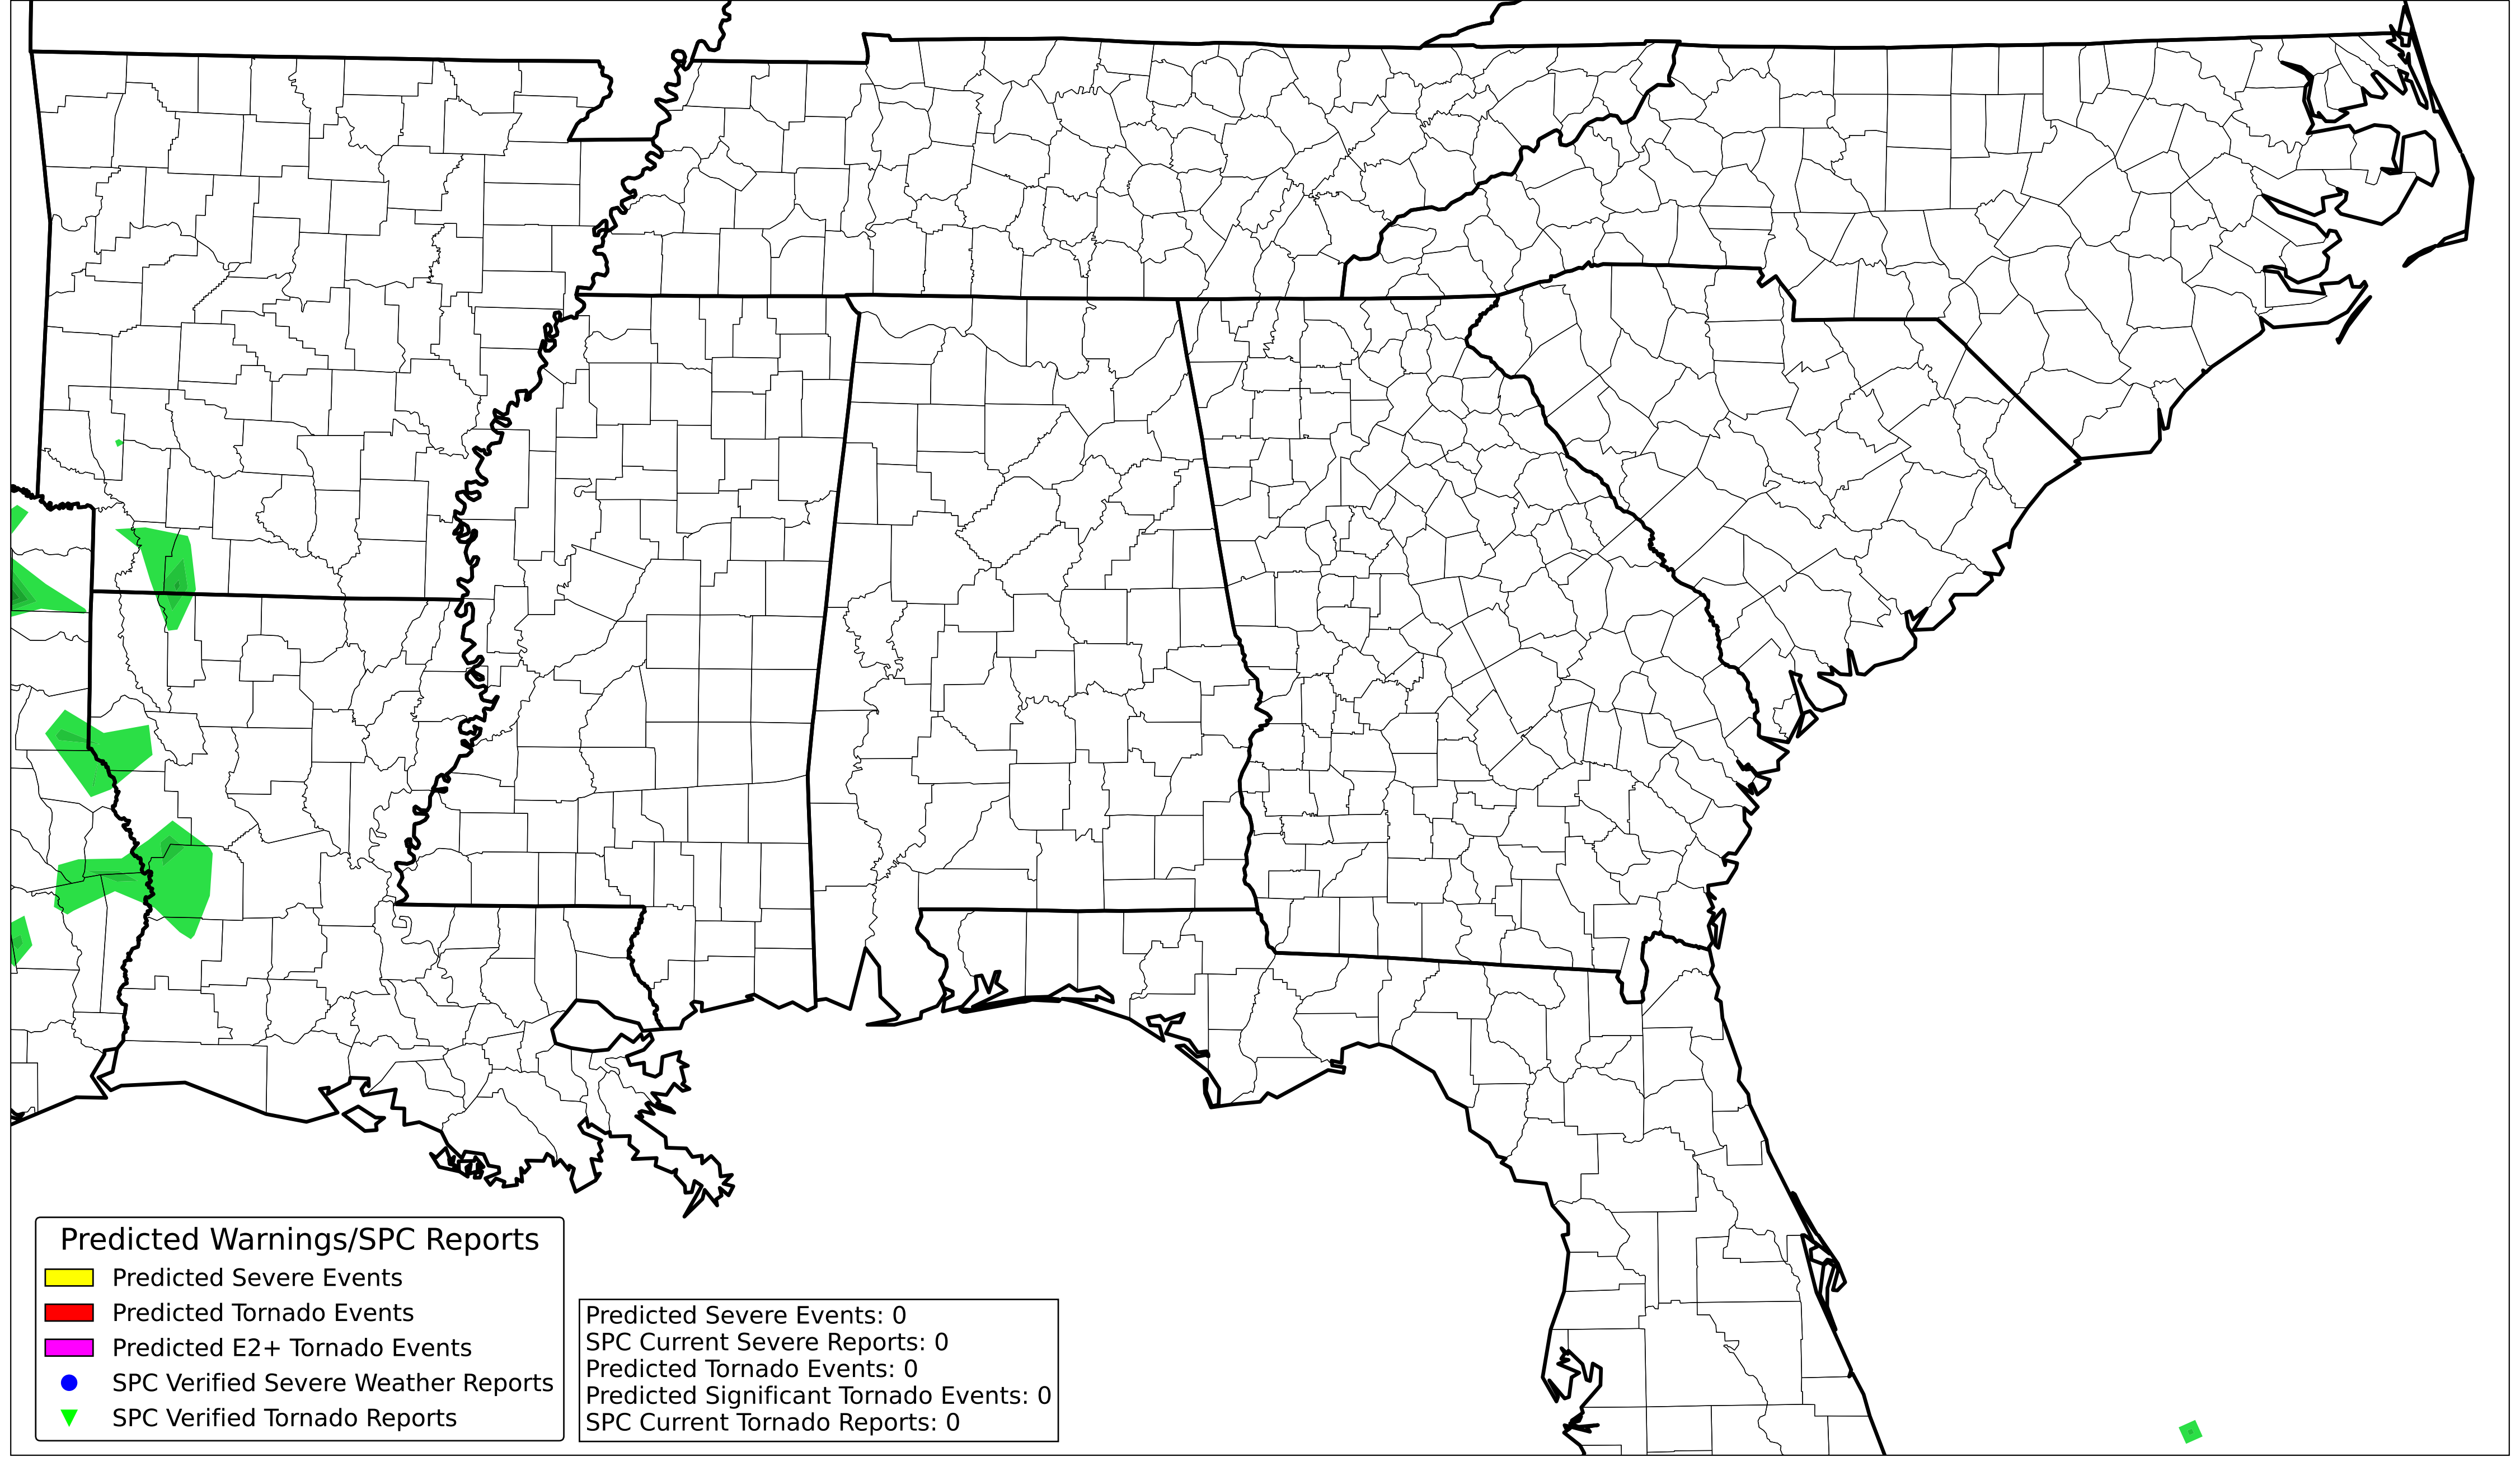 Predicted Warnings/SPC Reports
Predicted Severe Events
Predicted Tornado Events
Predicted E2+ Tornado Events
SPC Verified Severe Weather Reports
SPC Verified Tornado Reports
Predicted Severe Events: 0
SPC Current Severe Reports: 0
Predicted Tornado Events: 0
Predicted Significant Tornado Events: 0
SPC Current Tornado Reports: 0